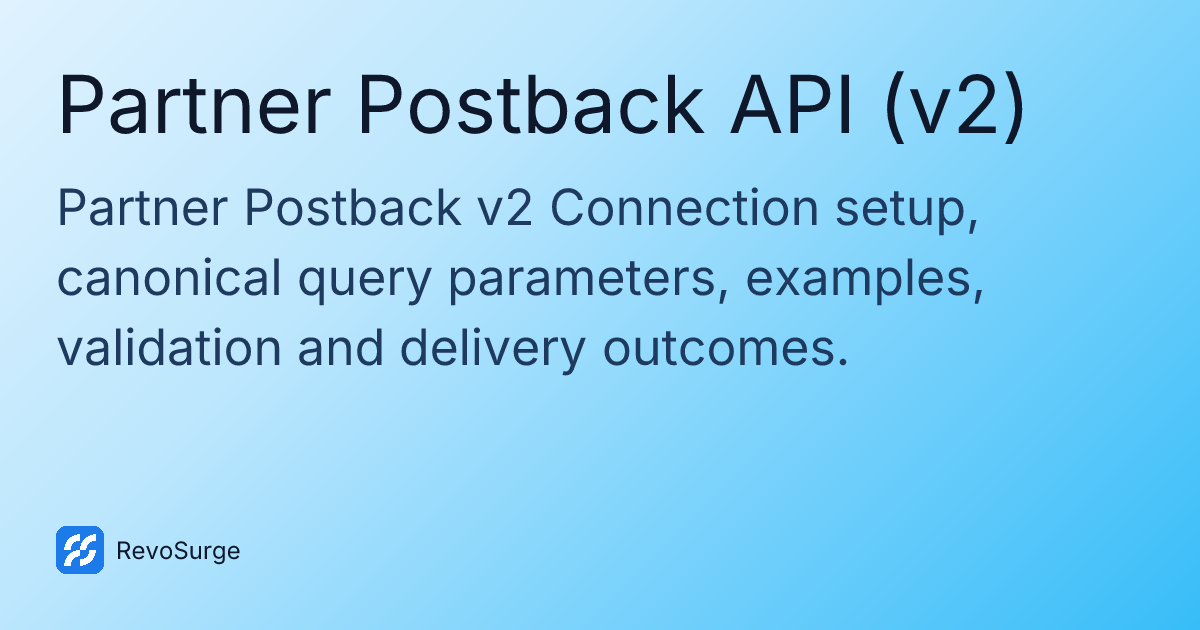 Partner Postback API (v2)
Partner Postback v2 Connection setup,
canonical query parameters, examples,
validation and delivery outcomes.
RevoSurge